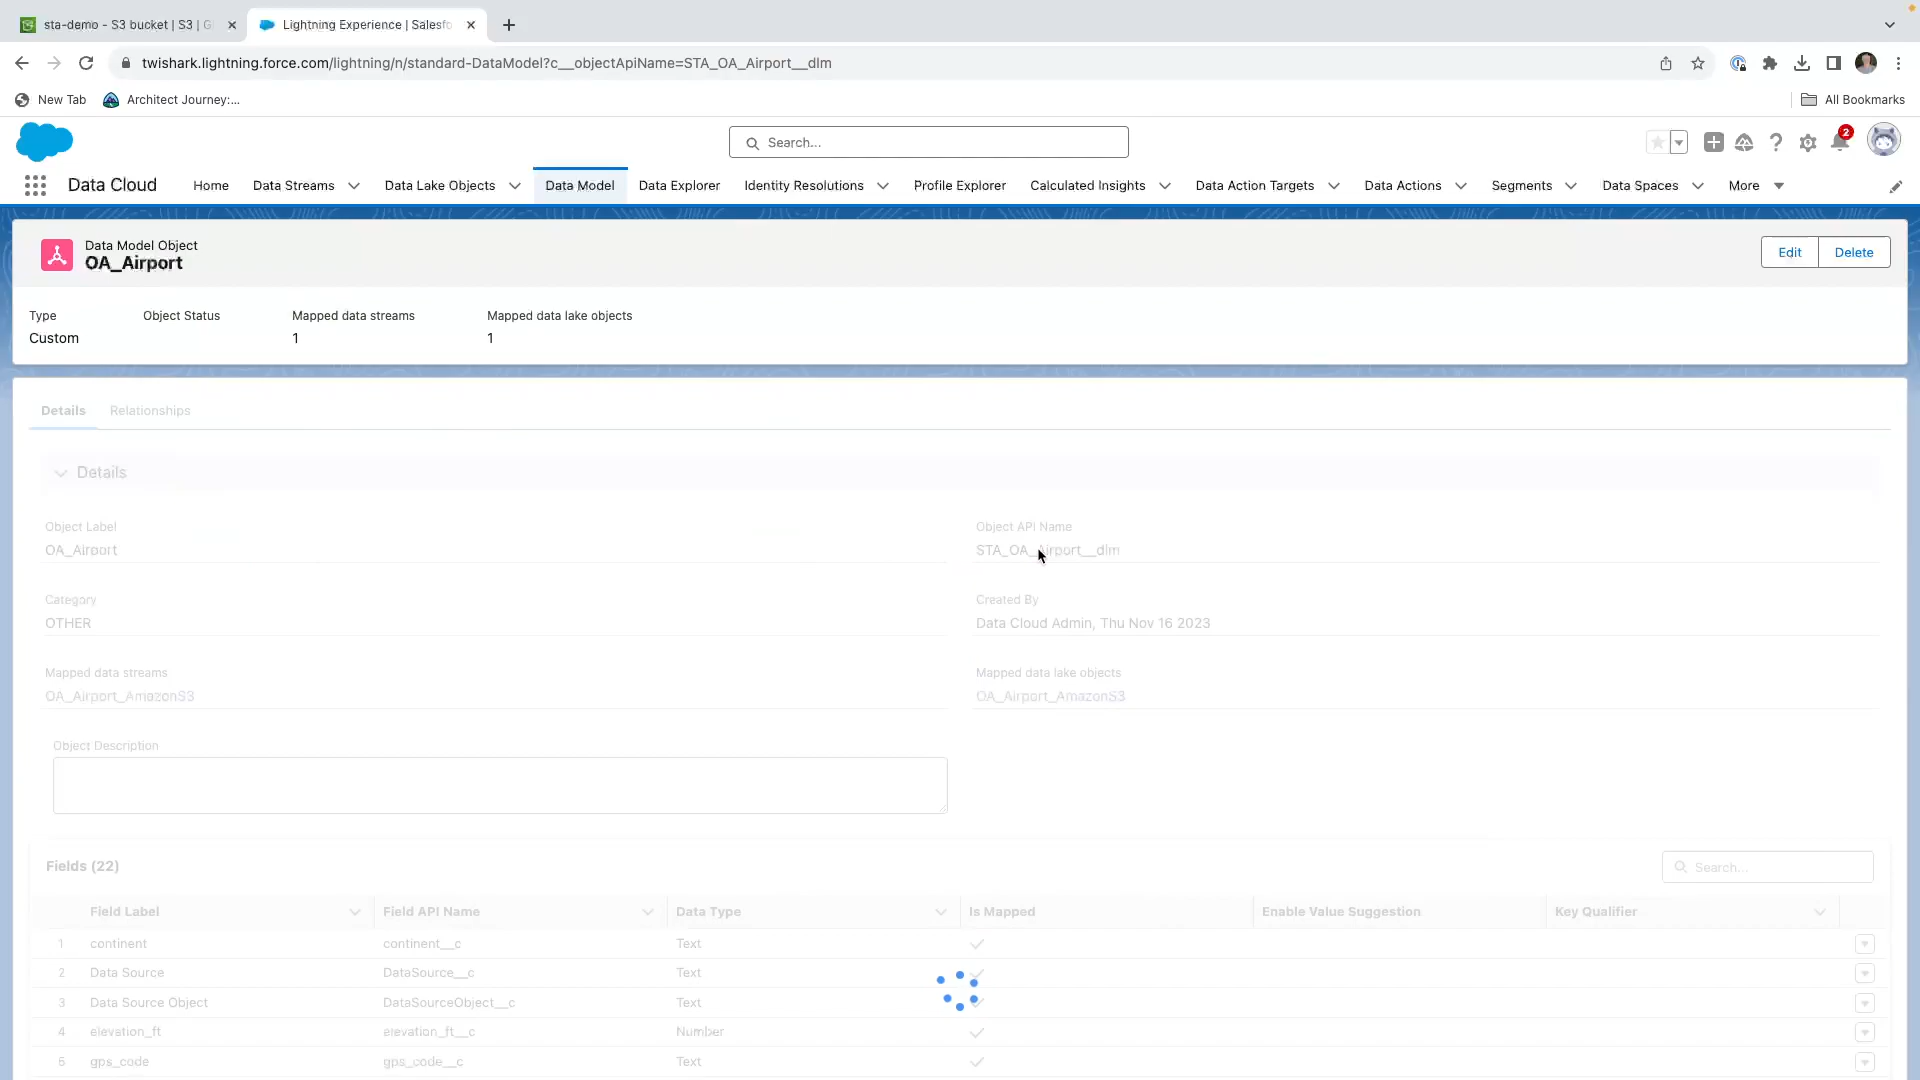 sta-demo - S3 bucket | S3 | G
Lightning Experience | Salesfo
twishark.lightning.force.com/lightning/n/standard-DataModel?c__objectApiName=STA_OA_Airport__dlm
New Tab
Architect Journey:...
All Bookmarks
Search...
2
Data Cloud
Home
Data Streams
Data Lake Objects
Data Model
Data Explorer
Identity Resolutions
Profile Explorer
Calculated Insights
Data Action Targets
Data Actions
Segments
Data Spaces
More
Data Model Object
OA_Airport
Edit
Delete
Type
Object Status
Mapped data streams
Mapped data lake objects
Custom
1
1
Details
Relationships
Details
Object Label
Object API Name
OA_Airport
STA_OA_Airport__dlm
Category
Created By
OTHER
Data Cloud Admin, Thu Nov 16 2023
Mapped data streams
Mapped data lake objects
OA_Airport_AmazonS3
OA_Airport_AmazonS3
Object Description
Fields (22)
Search...
Field Label
Field API Name
Data Type
Is Mapped
Enable Value Suggestion
Key Qualifier
1 continent continent__c Text
2 Data Source DataSource__c Text
3 Data Source Object DataSourceObject__c Text
4 elevation_ft elevation_ft__c Number
5 gps_code gps_code__c Text